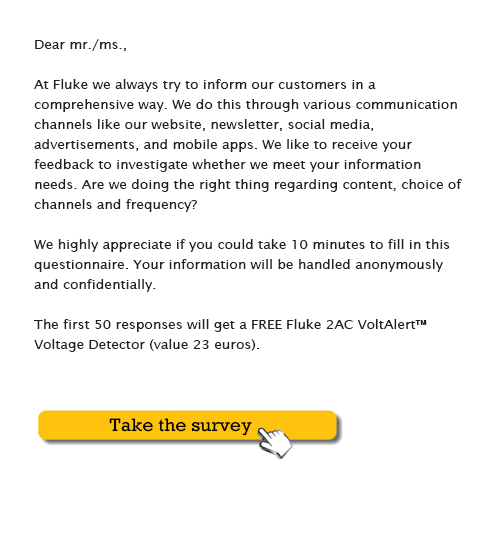 Dear mr./ms.,
At Fluke we always try to inform our customers in a
comprehensive way. We do this through various communication
channels like our website, newsletter, social media,
advertisements, and mobile apps. We like to receive your
feedback to investigate whether we meet your information
needs. Are we doing the right thing regarding content, choice of
channels and frequency?
We highly appreciate if you could take 10 minutes to fill in this
questionnaire. Your information will be handled anonymously
and confidentially.
The first 50 responses will get a FREE Fluke 2AC VoltAlert™
Voltage Detector (value 23 euros).
Take the survey